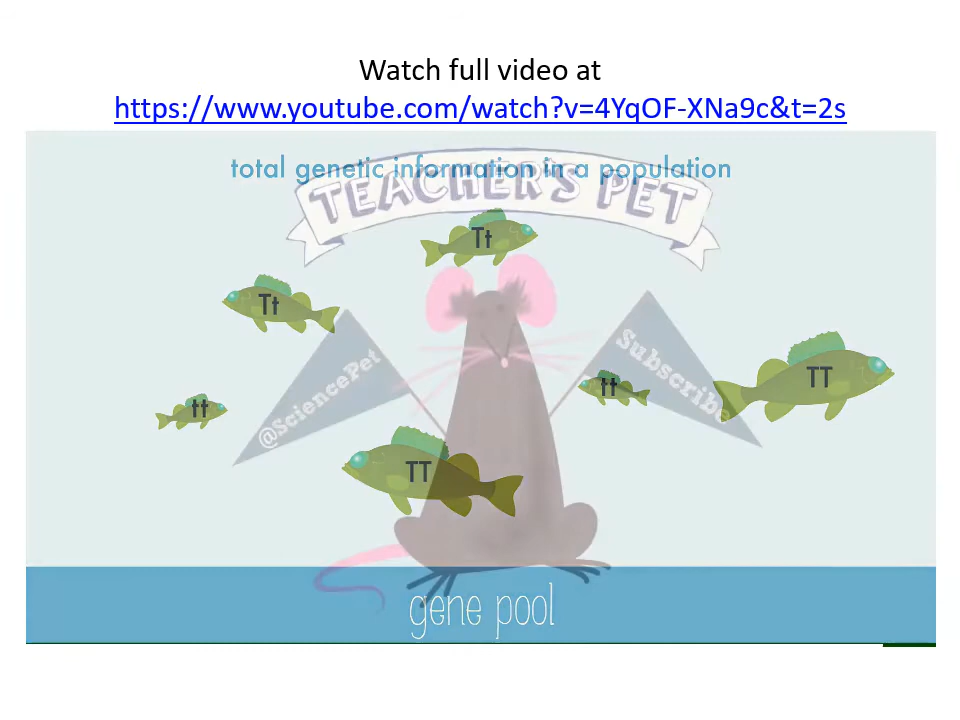 Watch full video at
https://www.youtube.com/watch?v=4YqOF-XNa9c&t=2s
total genetic information in a population
TEACHER'S PET
Tt
Tt
@SciencePet
Subscribe
TT
tt
tt
TT
gene pool